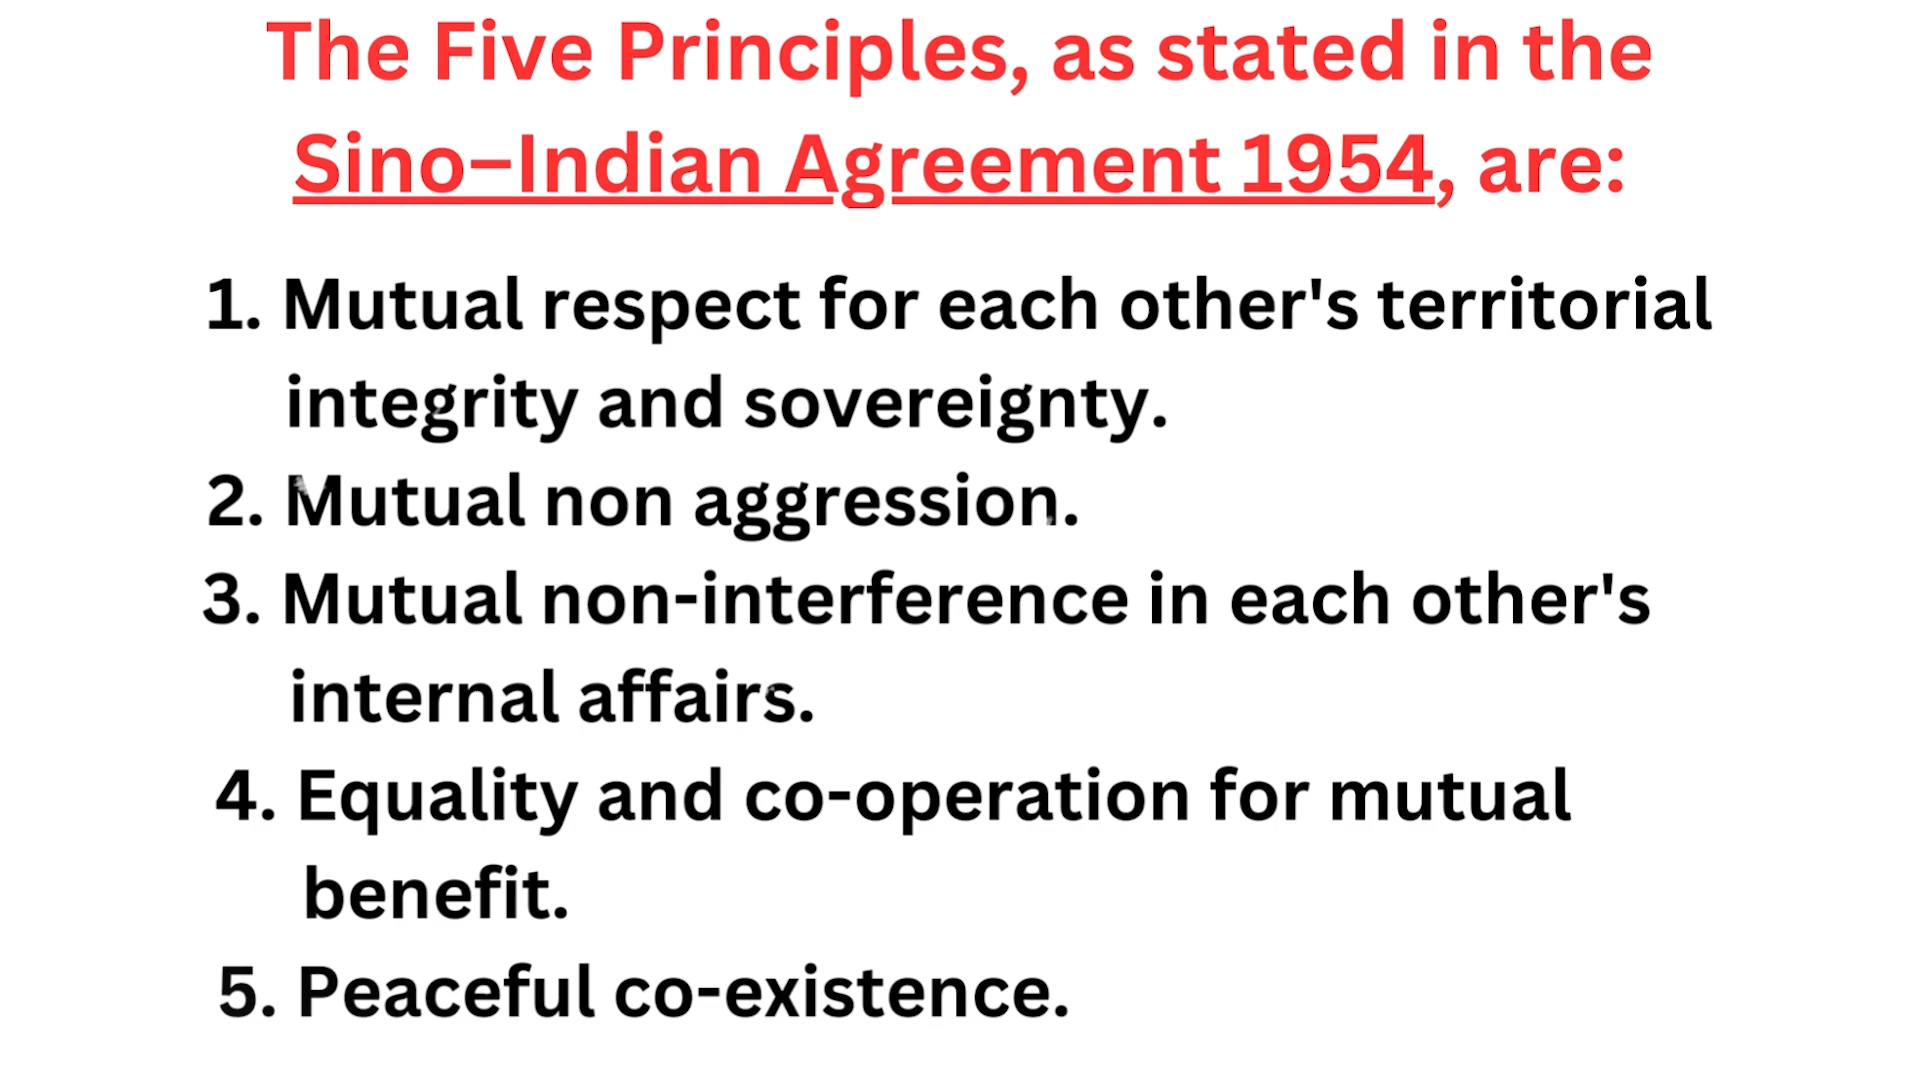 The Five Principles, as stated in the
Sino–Indian Agreement 1954, are:
1. Mutual respect for each other's territorial
integrity and sovereignty.
2. Mutual non aggression.
3. Mutual non-interference in each other's
internal affairs.
4. Equality and co-operation for mutual
benefit.
5. Peaceful co-existence.